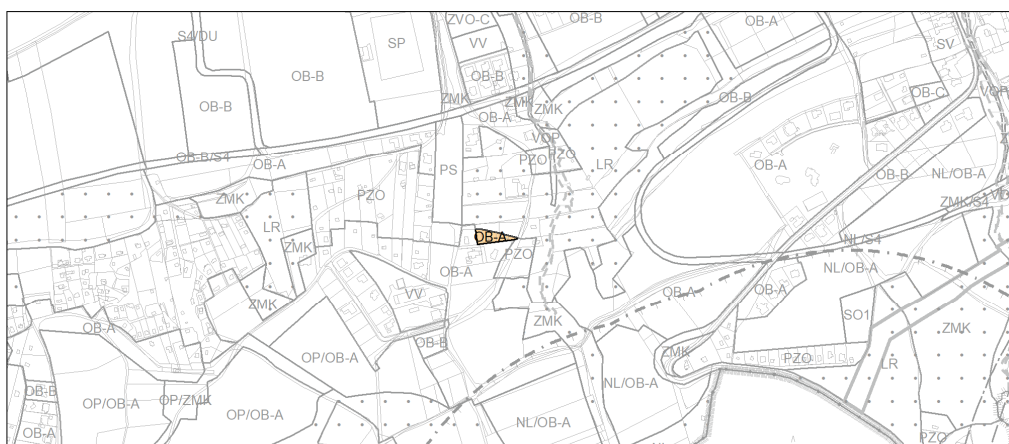 ZVO-C
OB-B
OB-A
S4/DU
SP
VV
SV
OB-B
OB-B
ZMK
ZMK
OB-B
OB-C
OB-B
ZMK
OB-A
VOP
VOP
OB-B/S4
OB-A
PZO
PZO
LR
OB-A
PS
NL/OB-A
OB-B
PZO
ZMK
ZMK/S4
LR
OB-A
ZMK
PZO
NL/S4
OB-A
NL/OB-A
VV
OB-A
OB-A
ZMK
SO1
ZMK
OB-A
ZMK
OB-B
ZMK
OP/OB-A
PZO
LR
NL/OB-A
OB-B
OP/ZMK
OP/OB-A
OP/OB-A
NL/OB-A
OB-A
PZO